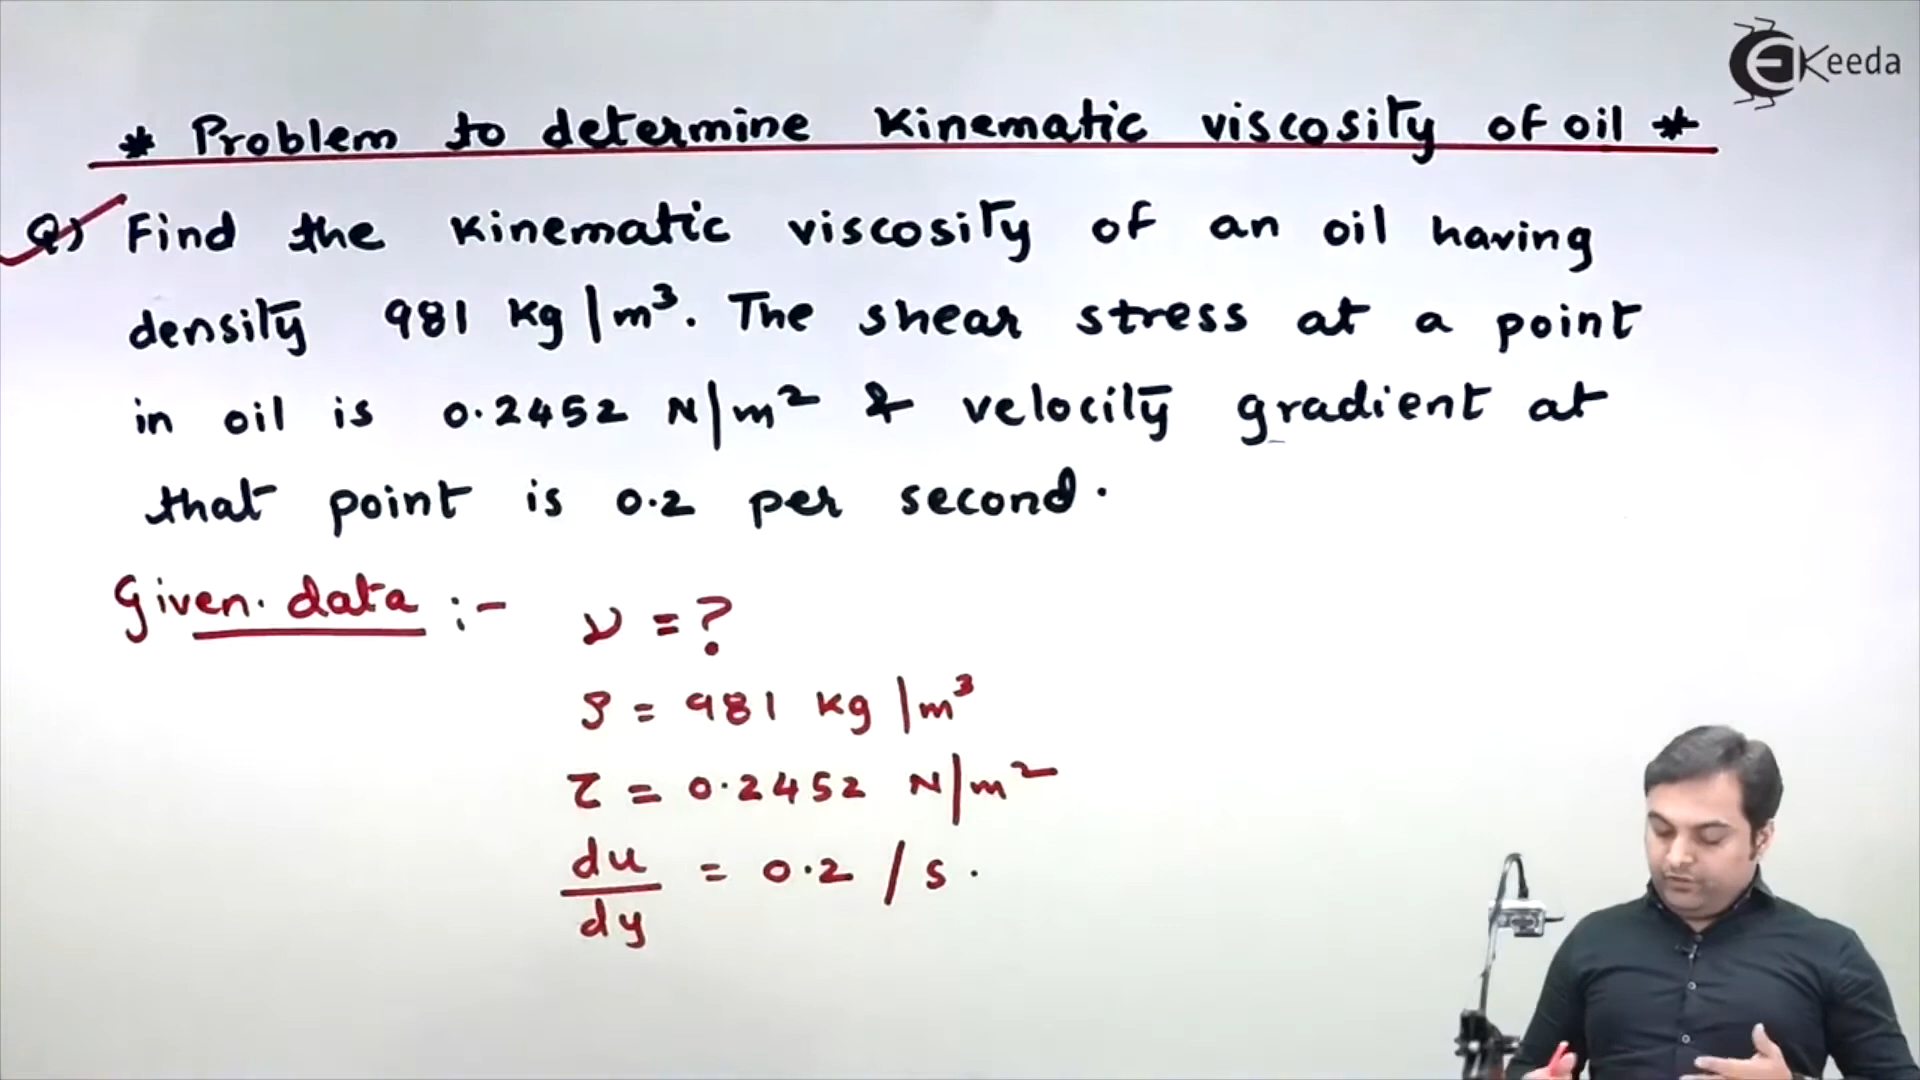 eKeeda
* Problem to determine kinematic viscosity of oil *
Q) Find the kinematic viscosity of an oil having
density 981 kg/m³. The shear stress at a point
in oil is 0.2452 N/m² & velocity gradient at
that point is 0.2 per second.
Given. data :-
ν = ?
ρ = 981 kg/m³
τ = 0.2452 N/m²
du/dy = 0.2 /s.